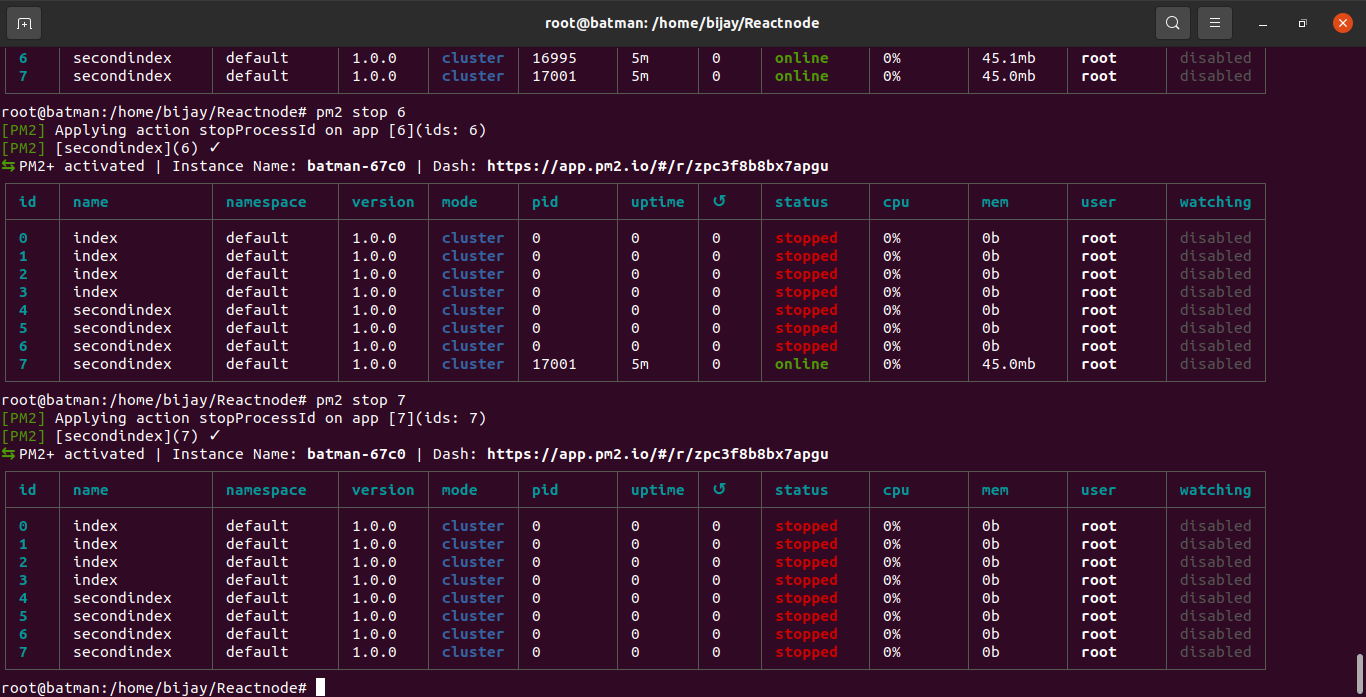 root@batman: /home/bijay/Reactnode
6 secondindex default 1.0.0 cluster 16995 5m 0 online 0% 45.1mb root disabled
7 secondindex default 1.0.0 cluster 17001 5m 0 online 0% 45.0mb root disabled
root@batman:/home/bijay/Reactnode# pm2 stop 6
[PM2] Applying action stopProcessId on app [6](ids: 6)
[PM2] [secondindex](6) ✓
⇆ PM2+ activated | Instance Name: batman-67c0 | Dash: https://app.pm2.io/#/r/zpc3f8b8bx7apgu
id name namespace version mode pid uptime ↺ status cpu mem user watching
0 index default 1.0.0 cluster 0 0 0 stopped 0% 0b root disabled
1 index default 1.0.0 cluster 0 0 0 stopped 0% 0b root disabled
2 index default 1.0.0 cluster 0 0 0 stopped 0% 0b root disabled
3 index default 1.0.0 cluster 0 0 0 stopped 0% 0b root disabled
4 secondindex default 1.0.0 cluster 0 0 0 stopped 0% 0b root disabled
5 secondindex default 1.0.0 cluster 0 0 0 stopped 0% 0b root disabled
6 secondindex default 1.0.0 cluster 0 0 0 stopped 0% 0b root disabled
7 secondindex default 1.0.0 cluster 17001 5m 0 online 0% 45.0mb root disabled
root@batman:/home/bijay/Reactnode# pm2 stop 7
[PM2] Applying action stopProcessId on app [7](ids: 7)
[PM2] [secondindex](7) ✓
⇆ PM2+ activated | Instance Name: batman-67c0 | Dash: https://app.pm2.io/#/r/zpc3f8b8bx7apgu
id name namespace version mode pid uptime ↺ status cpu mem user watching
0 index default 1.0.0 cluster 0 0 0 stopped 0% 0b root disabled
1 index default 1.0.0 cluster 0 0 0 stopped 0% 0b root disabled
2 index default 1.0.0 cluster 0 0 0 stopped 0% 0b root disabled
3 index default 1.0.0 cluster 0 0 0 stopped 0% 0b root disabled
4 secondindex default 1.0.0 cluster 0 0 0 stopped 0% 0b root disabled
5 secondindex default 1.0.0 cluster 0 0 0 stopped 0% 0b root disabled
6 secondindex default 1.0.0 cluster 0 0 0 stopped 0% 0b root disabled
7 secondindex default 1.0.0 cluster 0 0 0 stopped 0% 0b root disabled
root@batman:/home/bijay/Reactnode#